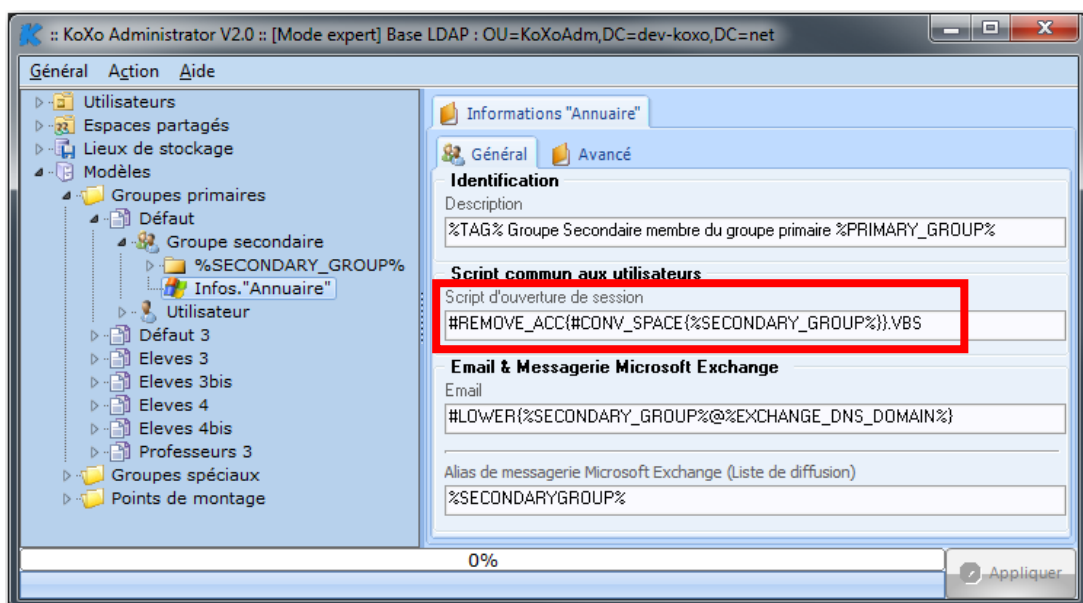 :: KoXo Administrator V2.0 :: [Mode expert] Base LDAP : OU=KoXoAdm,DC=dev-koxo,DC=net
Général Action Aide
Utilisateurs
Espaces partagés
Lieux de stockage
Modèles
Groupes primaires
Défaut
Groupe secondaire
%SECONDARY_GROUP%
Infos."Annuaire"
Utilisateur
Défaut 3
Eleves 3
Eleves 3bis
Eleves 4
Eleves 4bis
Professeurs 3
Groupes spéciaux
Points de montage
Informations "Annuaire"
Général Avancé
Identification
Description
%TAG% Groupe Secondaire membre du groupe primaire %PRIMARY_GROUP%
Script commun aux utilisateurs
Script d'ouverture de session
#REMOVE_ACC{#CONV_SPACE{%SECONDARY_GROUP%}}.VBS
Email & Messagerie Microsoft Exchange
Email
#LOWER{%SECONDARY_GROUP%@%EXCHANGE_DNS_DOMAIN%}
Alias de messagerie Microsoft Exchange (Liste de diffusion)
%SECONDARYGROUP%
0%
Appliquer